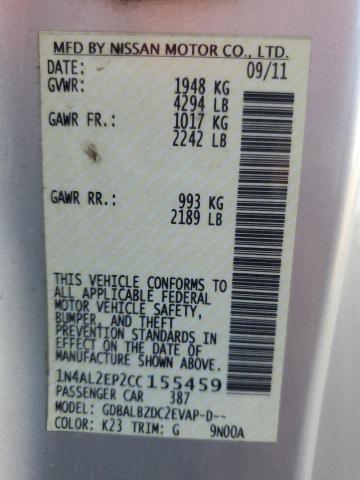 MFD BY NISSAN MOTOR CO., LTD.
DATE: 09/11
GVWR: 1948 KG
4294 LB
GAWR FR.: 1017 KG
2242 LB
GAWR RR.: 993 KG
2189 LB
THIS VEHICLE CONFORMS TO
ALL APPLICABLE FEDERAL
MOTOR VEHICLE SAFETY,
BUMPER, AND THEFT
PREVENTION STANDARDS IN
EFFECT ON THE DATE OF
MANUFACTURE SHOWN ABOVE.
1N4AL2EP2CC155459
PASSENGER CAR 387
MODEL: GDBALBZDC2EVAP-D--
COLOR: K23 TRIM: G 9N00A